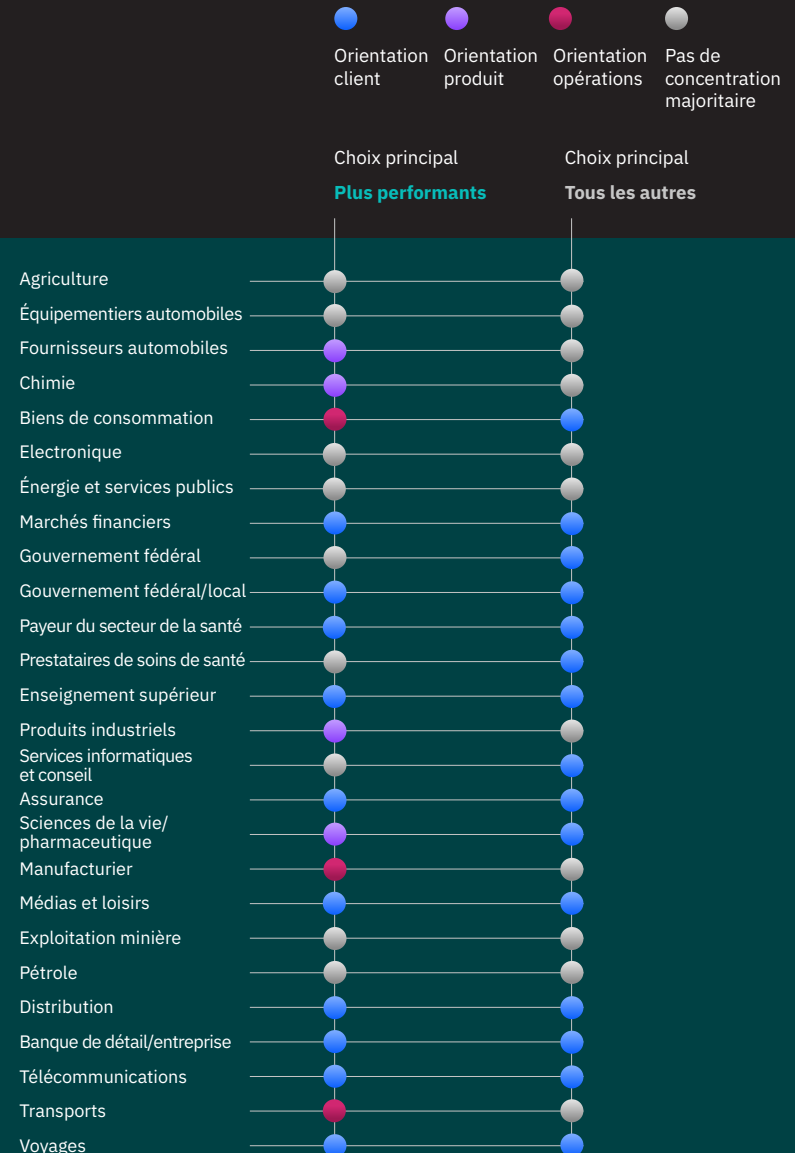 Orientation client
Orientation produit
Orientation opérations
Pas de concentration majoritaire
Choix principal
Plus performants
Choix principal
Tous les autres
Agriculture
Équipementiers automobiles
Fournisseurs automobiles
Chimie
Biens de consommation
Electronique
Énergie et services publics
Marchés financiers
Gouvernement fédéral
Gouvernement fédéral/local
Payeur du secteur de la santé
Prestataires de soins de santé
Enseignement supérieur
Produits industriels
Services informatiques
et conseil
Assurance
Sciences de la vie/
pharmaceutique
Manufacturier
Médias et loisirs
Exploitation minière
Pétrole
Distribution
Banque de détail/entreprise
Télécommunications
Transports
Voyages